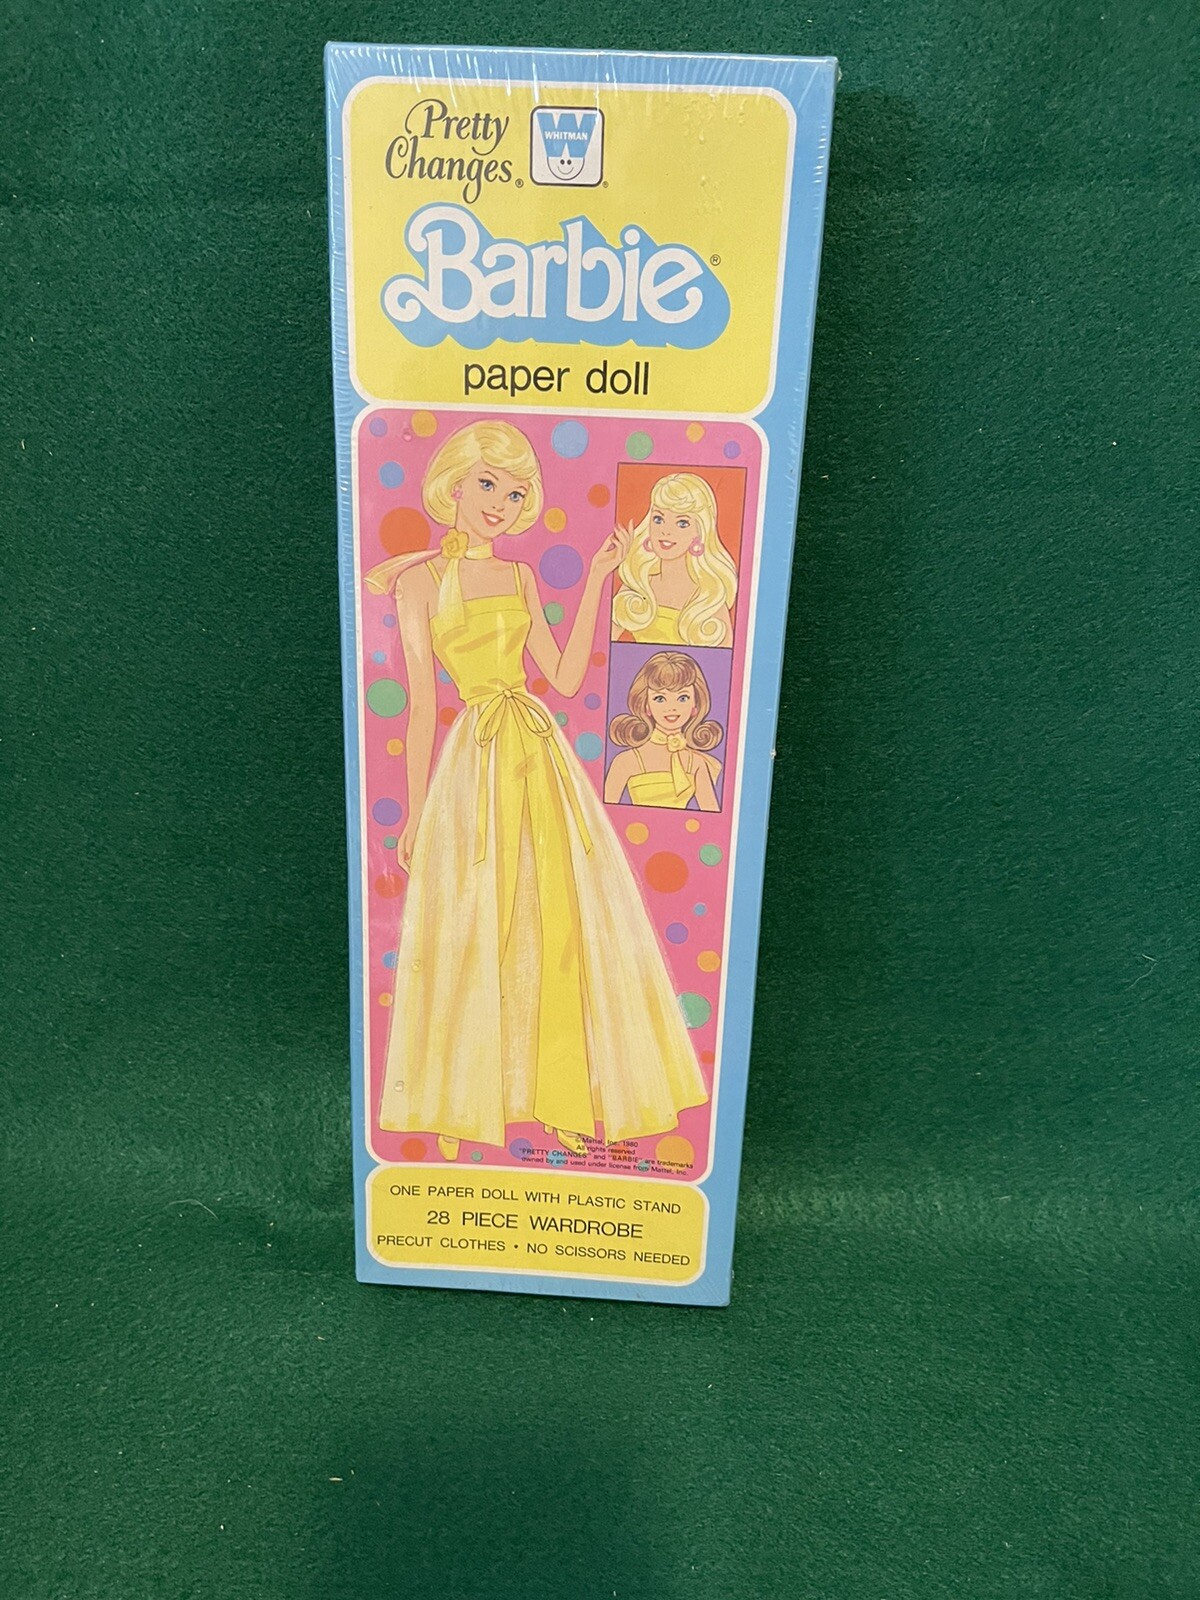 Pretty
Changes®
WHITMAN
®
Barbie®
paper doll
© Mattel, Inc. 1980
All rights reserved
"PRETTY CHANGES" and "BARBIE" are trademarks
owned by and used under license from Mattel, Inc.
ONE PAPER DOLL WITH PLASTIC STAND
28 PIECE WARDROBE
PRECUT CLOTHES • NO SCISSORS NEEDED